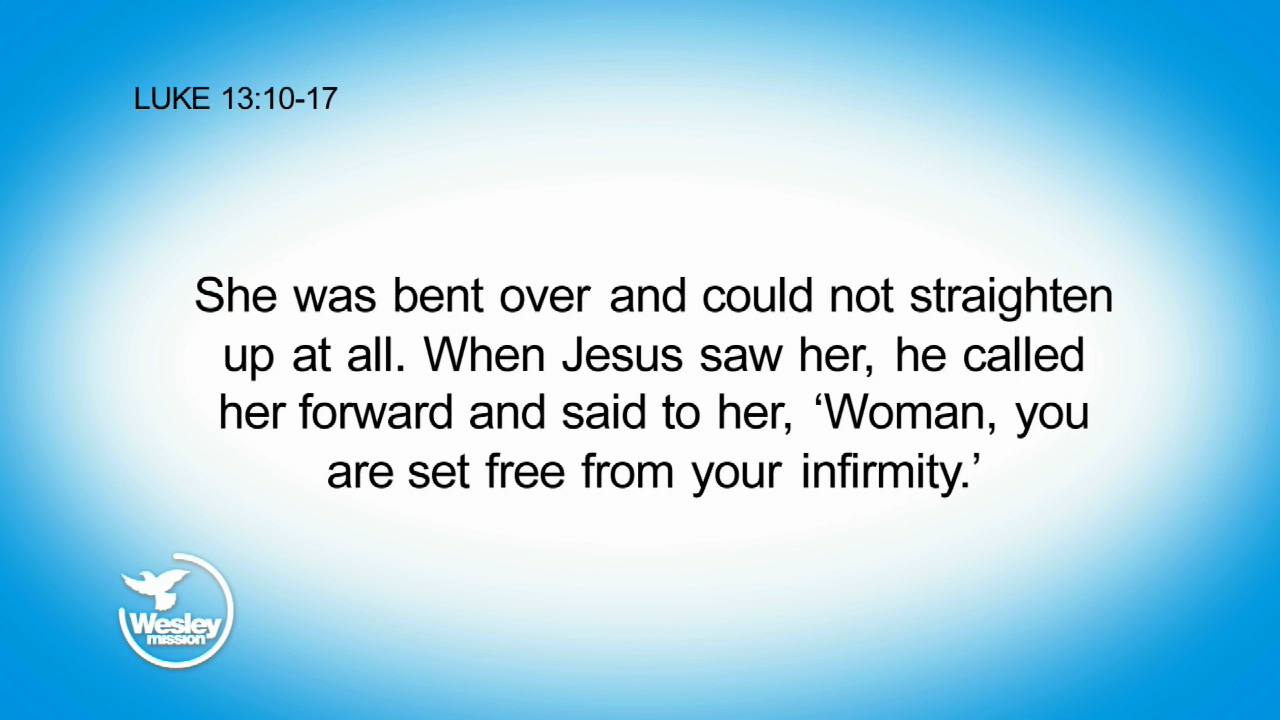 LUKE 13:10-17
She was bent over and could not straighten
up at all. When Jesus saw her, he called
her forward and said to her, ‘Woman, you
are set free from your infirmity.’
Wesley
mission